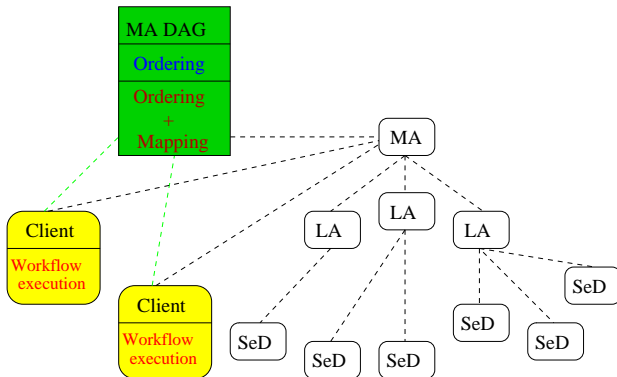 MA DAG
Ordering
Ordering
+
Mapping
MA
LA
LA
LA
Client
Workflow
execution
Client
Workflow
execution
SeD
SeD
SeD
SeD
SeD
SeD